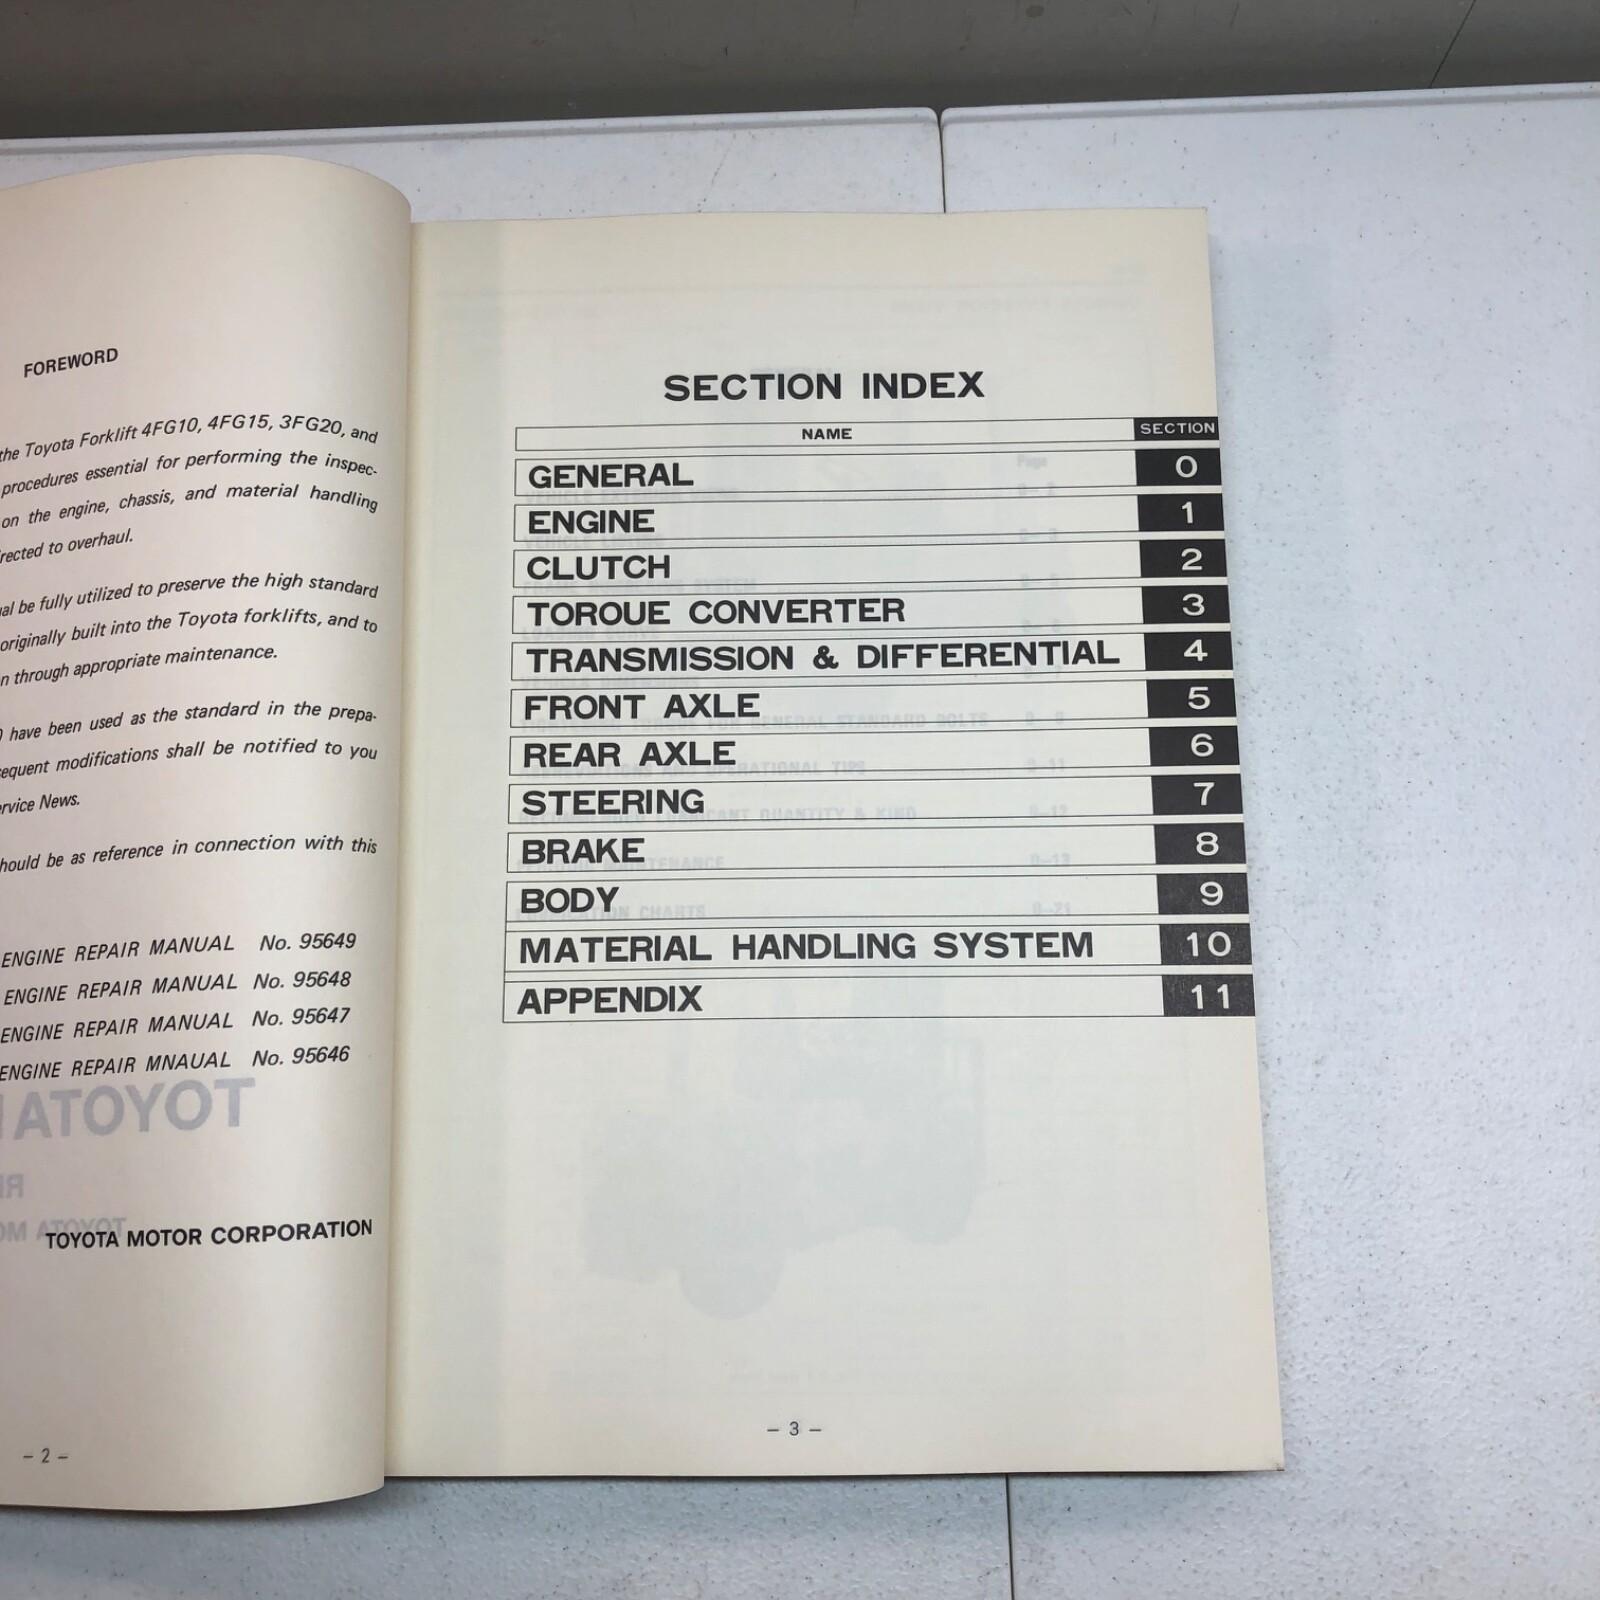 FOREWORD
the Toyota Forklift 4FG10, 4FG15, 3FG20, and
procedures essential for performing the inspec-
on the engine, chassis, and material handling
rected to overhaul.
ual be fully utilized to preserve the high standard
originally built into the Toyota forklifts, and to
n through appropriate maintenance.
) have been used as the standard in the prepa-
sequent modifications shall be notified to you
ervice News.
hould be as reference in connection with this
ENGINE REPAIR MANUAL No. 95649
ENGINE REPAIR MANUAL No. 95648
ENGINE REPAIR MANUAL No. 95647
ENGINE REPAIR MNAUAL No. 95646
TOYOTA MOTOR CORPORATION
– 2 –
SECTION INDEX
NAME SECTION
GENERAL 0
ENGINE 1
CLUTCH 2
TOROUE CONVERTER 3
TRANSMISSION & DIFFERENTIAL 4
FRONT AXLE 5
REAR AXLE 6
STEERING 7
BRAKE 8
BODY 9
MATERIAL HANDLING SYSTEM 10
APPENDIX 11
– 3 –